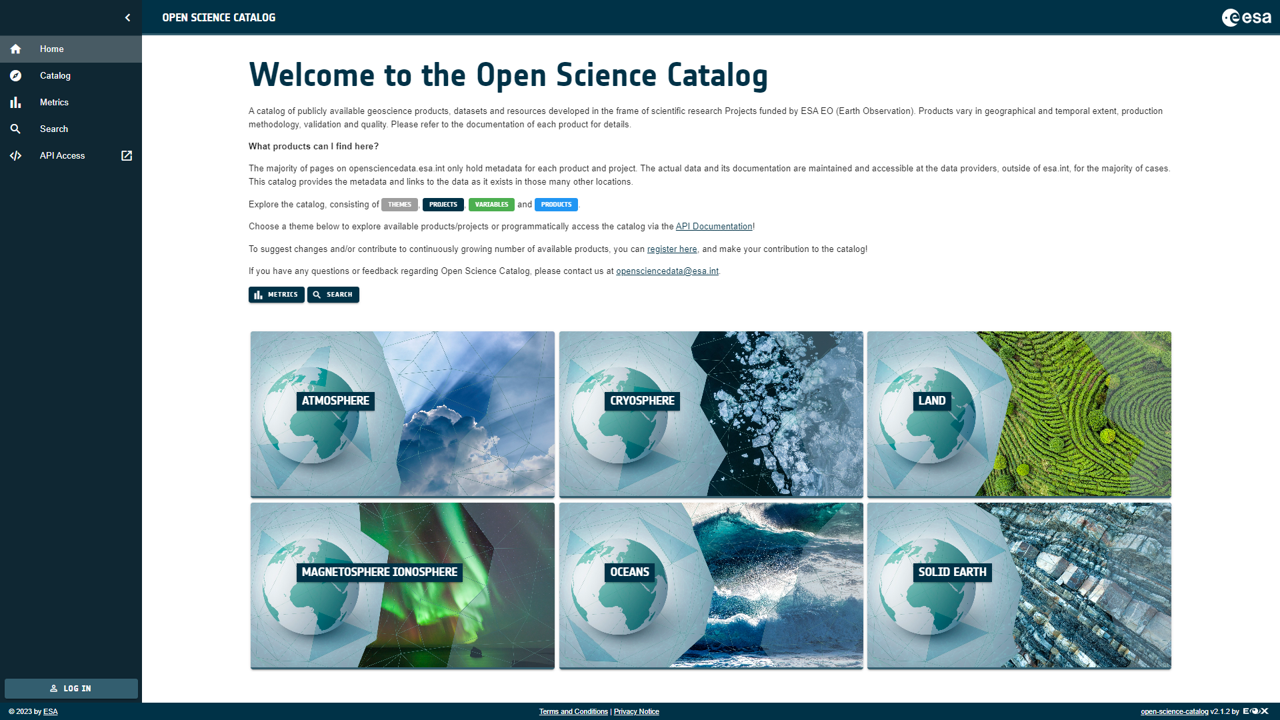 OPEN SCIENCE CATALOG
esa
Home
Catalog
Metrics
Search
API Access
Welcome to the Open Science Catalog
A catalog of publicly available geoscience products, datasets and resources developed in the frame of scientific research Projects funded by ESA EO (Earth Observation). Products vary in geographical and temporal extent, production
methodology, validation and quality. Please refer to the documentation of each product for details.
What products can I find here?
The majority of pages on opensciencedata.esa.int only hold metadata for each product and project. The actual data and its documentation are maintained and accessible at the data providers, outside of esa.int, for the majority of cases.
This catalog provides the metadata and links to the data as it exists in those many other locations.
Explore the catalog, consisting of THEMES, PROJECTS, VARIABLES and PRODUCTS.
Choose a theme below to explore available products/projects or programmatically access the catalog via the API Documentation!
To suggest changes and/or contribute to continuously growing number of available products, you can register here, and make your contribution to the catalog!
If you have any questions or feedback regarding Open Science Catalog, please contact us at opensciencedata@esa.int.
METRICS SEARCH
ATMOSPHERE
CRYOSPHERE
LAND
MAGNETOSPHERE IONOSPHERE
OCEANS
SOLID EARTH
LOG IN
© 2023 by ESA
Terms and Conditions | Privacy Notice
open-science-catalog v2.1.2 by EOX